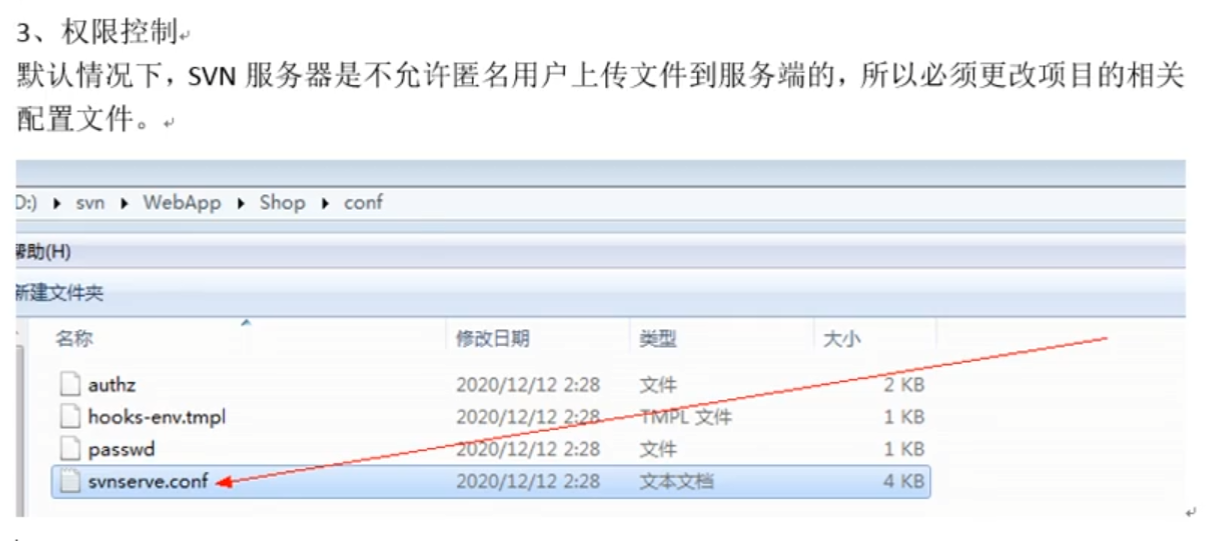 3、权限控制
默认情况下，SVN 服务器是不允许匿名用户上传文件到服务端的，所以必须更改项目的相关
配置文件。
D:) ▸ svn ▸ WebApp ▸ Shop ▸ conf
帮助(H)
新建文件夹
名称 修改日期 类型 大小
authz 2020/12/12 2:28 文件 2 KB
hooks-env.tmpl 2020/12/12 2:28 TMPL 文件 1 KB
passwd 2020/12/12 2:28 文件 1 KB
svnserve.conf 2020/12/12 2:28 文本文档 4 KB